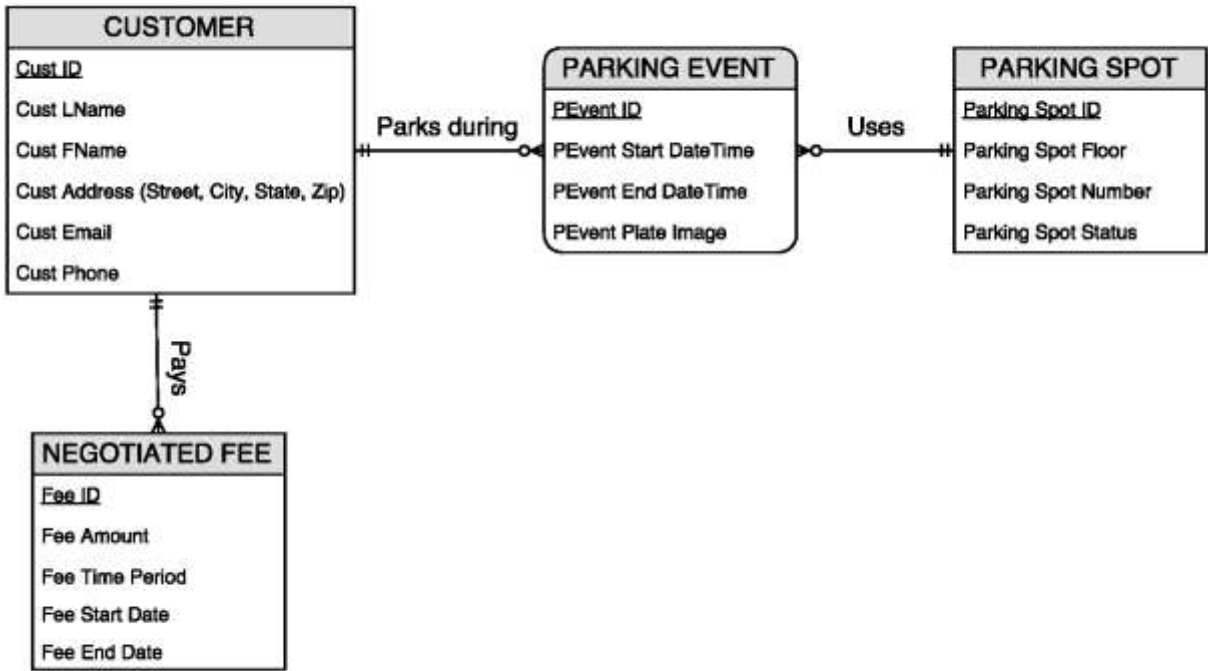 CUSTOMER
Cust ID
Cust LName
Cust FName
Cust Address (Street, City, State, Zip)
Cust Email
Cust Phone
Parks during
PARKING EVENT
PEvent ID
PEvent Start DateTime
PEvent End DateTime
PEvent Plate Image
Uses
PARKING SPOT
Parking Spot ID
Parking Spot Floor
Parking Spot Number
Parking Spot Status
Pays
NEGOTIATED FEE
Fee ID
Fee Amount
Fee Time Period
Fee Start Date
Fee End Date